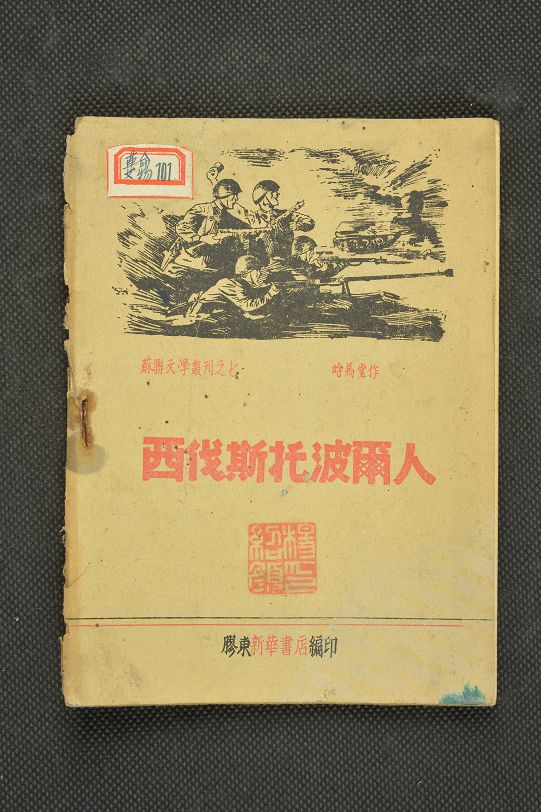 701
蘇聯文學叢刊之七
哈馬堂作
西伐斯托波爾人
膠東新華書店編印